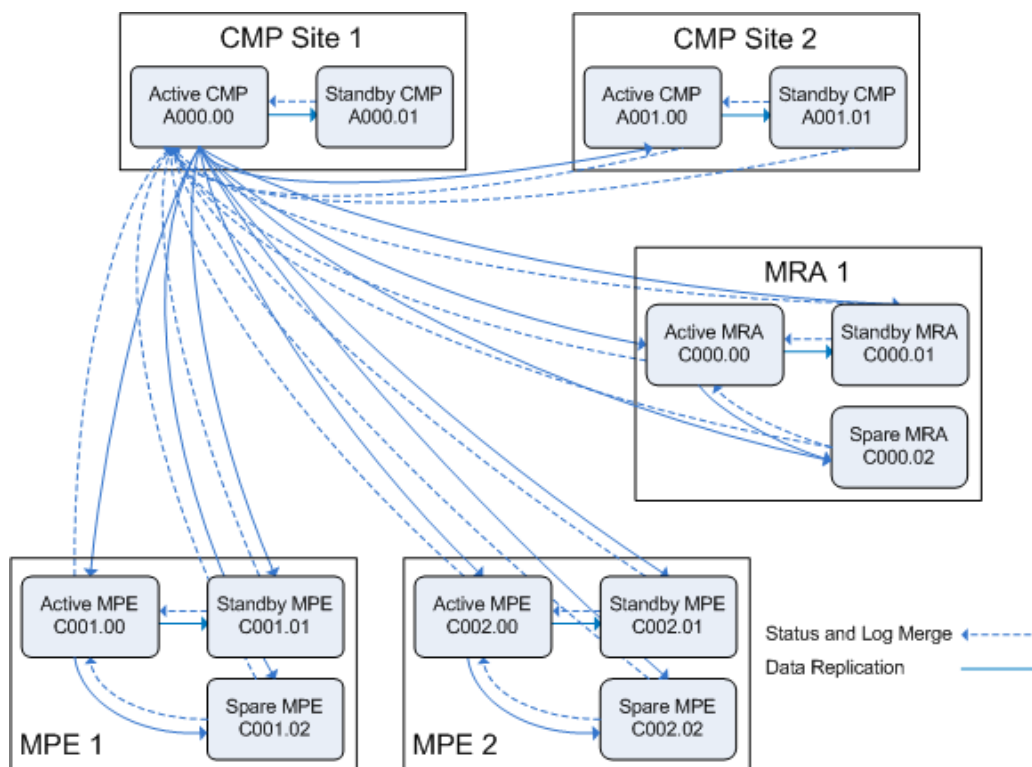 CMP Site 1
Active CMP
A000.00
Standby CMP
A000.01
CMP Site 2
Active CMP
A001.00
Standby CMP
A001.01
MRA 1
Active MRA
C000.00
Standby MRA
C000.01
Spare MRA
C000.02
Active MPE
C001.00
Standby MPE
C001.01
Spare MPE
C001.02
MPE 1
Active MPE
C002.00
Standby MPE
C002.01
Spare MPE
C002.02
MPE 2
Status and Log Merge
Data Replication